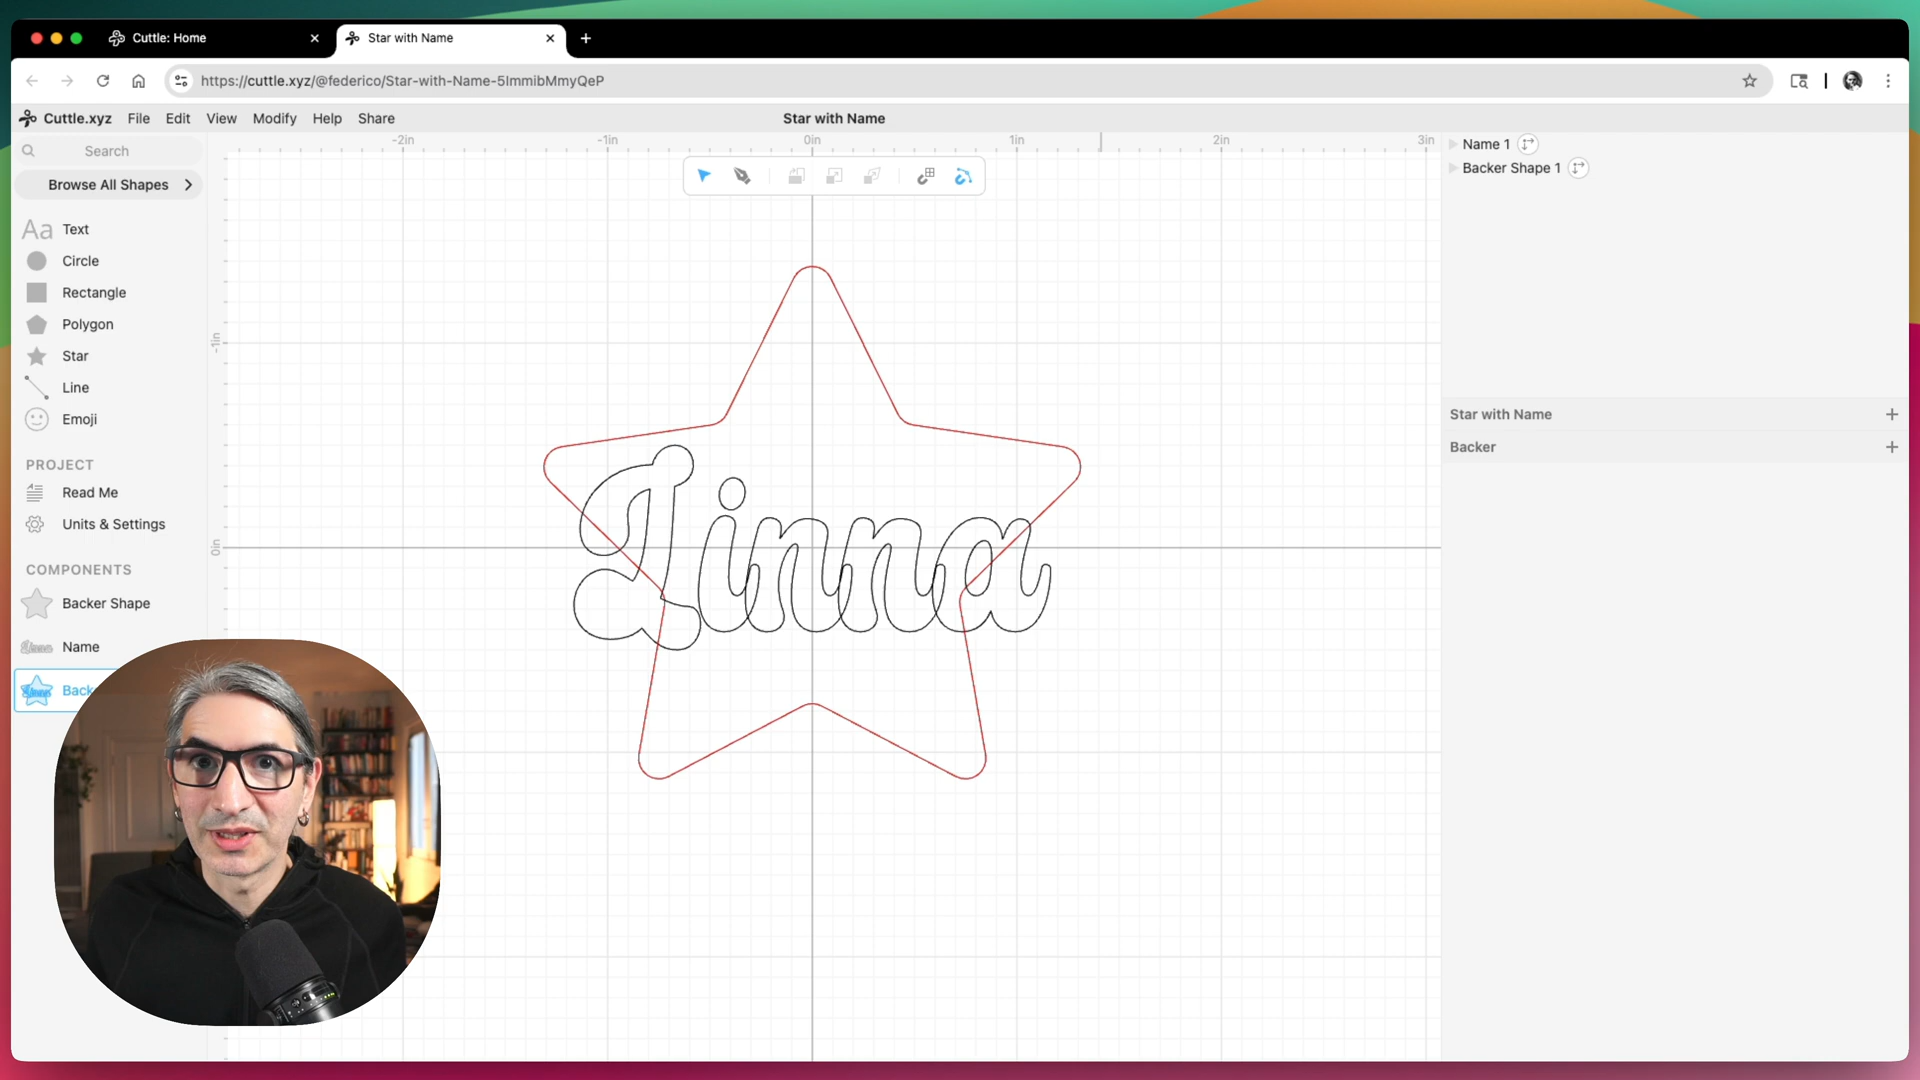 Cuttle: Home
Star with Name
https://cuttle.xyz/@federico/Star-with-Name-5ImmibMmyQeP
Cuttle.xyz File Edit View Modify Help Share
Star with Name
-2in -1in 0in 1in 2in 3in
Search
Browse All Shapes
Aa Text
Circle
Rectangle
Polygon
Star
Line
Emoji
PROJECT
Read Me
Units & Settings
COMPONENTS
Backer Shape
Name
Back
-1in
0in
Linna
Name 1
Backer Shape 1
Star with Name
Backer